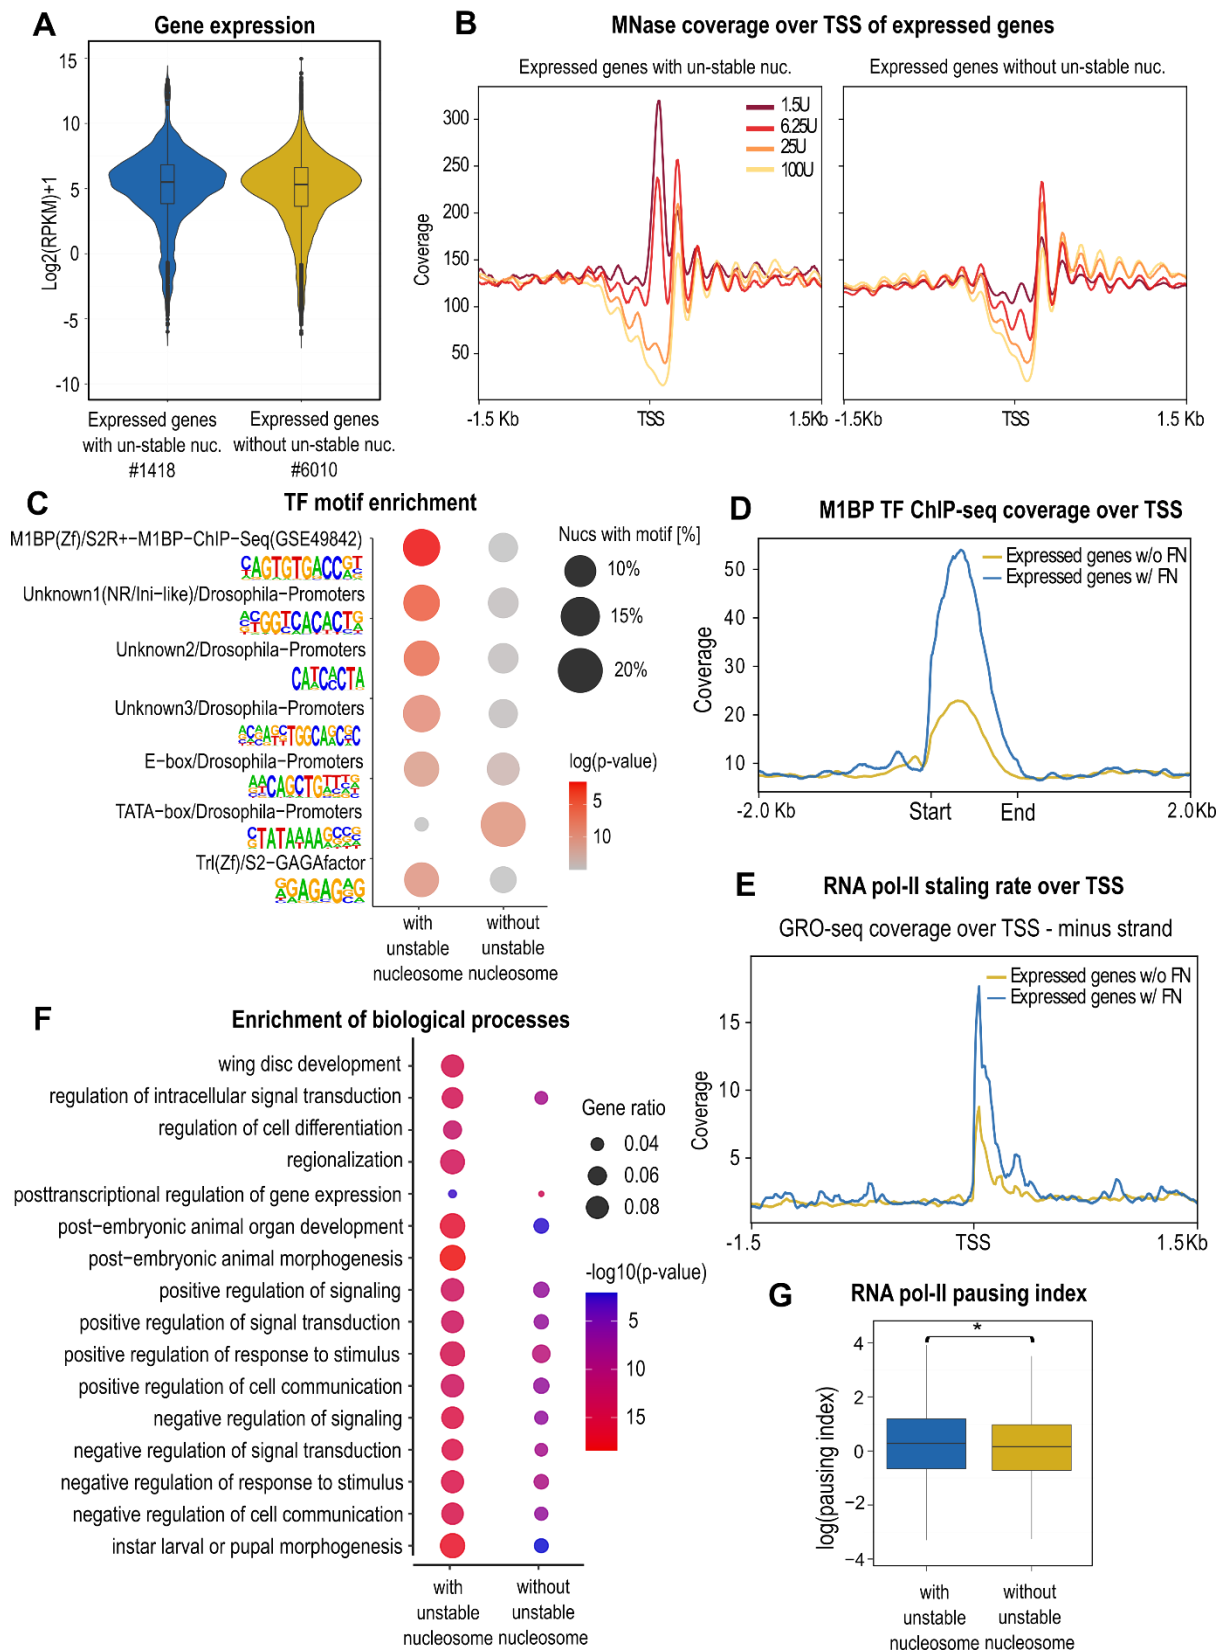 A
Gene expression
Log2(RPKM)+1
15
10
5
0
-5
-10
Expressed genes
with un-stable nuc.
#1418
Expressed genes
without un-stable nuc.
#6010
B
MNase coverage over TSS of expressed genes
Expressed genes with un-stable nuc.
Expressed genes without un-stable nuc.
Coverage
300
250
200
150
100
50
1.5U
6.25U
25U
100U
-1.5 Kb
TSS
1.5Kb
-1.5 Kb
TSS
1.5 Kb
C
TF motif enrichment
M1BP(Zf)/S2R+-M1BP-ChIP-Seq(GSE49842)
Unknown1(NR/Ini-like)/Drosophila-Promoters
Unknown2/Drosophila-Promoters
Unknown3/Drosophila-Promoters
E-box/Drosophila-Promoters
TATA-box/Drosophila-Promoters
Trl(Zf)/S2-GAGAfactor
with
unstable
nucleosome
without
unstable
nucleosome
Nucs with motif [%]
10%
15%
20%
log(p-value)
5
10
D
M1BP TF ChIP-seq coverage over TSS
Expressed genes w/o FN
Expressed genes w/ FN
Coverage
50
40
30
20
10
-2.0 Kb
Start
End
2.0 Kb
E
RNA pol-II staling rate over TSS
GRO-seq coverage over TSS - minus strand
Expressed genes w/o FN
Expressed genes w/ FN
Coverage
15
10
5
-1.5
TSS
1.5Kb
F
Enrichment of biological processes
wing disc development
regulation of intracellular signal transduction
regulation of cell differentiation
regionalization
posttranscriptional regulation of gene expression
post-embryonic animal organ development
post-embryonic animal morphogenesis
positive regulation of signaling
positive regulation of signal transduction
positive regulation of response to stimulus
positive regulation of cell communication
negative regulation of signaling
negative regulation of signal transduction
negative regulation of response to stimulus
negative regulation of cell communication
instar larval or pupal morphogenesis
with
unstable
nucleosome
without
unstable
nucleosome
Gene ratio
0.04
0.06
0.08
-log10(p-value)
5
10
15
G
RNA pol-II pausing index
*
log(pausing index)
4
2
0
-2
-4
with
unstable
nucleosome
without
unstable
nucleosome